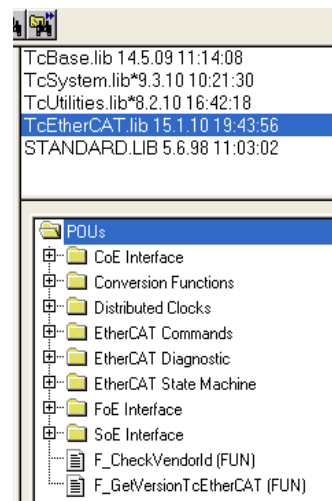 TcBase.lib 14.5.09 11:14:08
TcSystem.lib*9.3.10 10:21:30
TcUtilities.lib*8.2.10 16:42:18
TcEtherCAT.lib 15.1.10 19:43:56
STANDARD.LIB 5.6.98 11:03:02
POUs
CoE Interface
Conversion Functions
Distributed Clocks
EtherCAT Commands
EtherCAT Diagnostic
EtherCAT State Machine
FoE Interface
SoE Interface
F_CheckVendorId (FUN)
F_GetVersionTcEtherCAT (FUN)